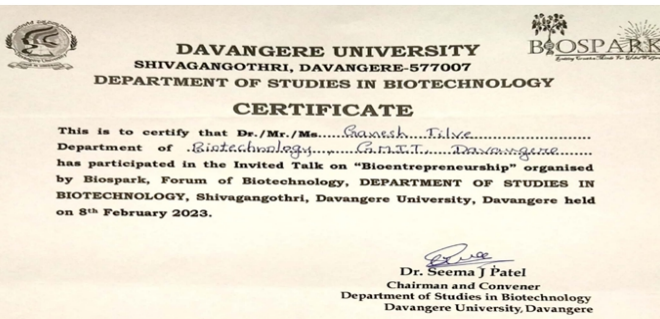 BIOSPARK
DAVANGERE UNIVERSITY
SHIVAGANGOTHRI, DAVANGERE-577007
DEPARTMENT OF STUDIES IN BIOTECHNOLOGY
CERTIFICATE
This is to certify that Dr./Mr./Ms. Ganesh Tilve
Department of Biotechnology, G.M.I.T., Davangere
has participated in the Invited Talk on "Bioentrepreneurship" organised
by Biospark, Forum of Biotechnology, DEPARTMENT OF STUDIES IN
BIOTECHNOLOGY, Shivagangothri, Davangere University, Davangere held
on 8th February 2023.
Dr. Seema J Patel
Chairman and Convener
Department of Studies in Biotechnology
Davangere University, Davangere